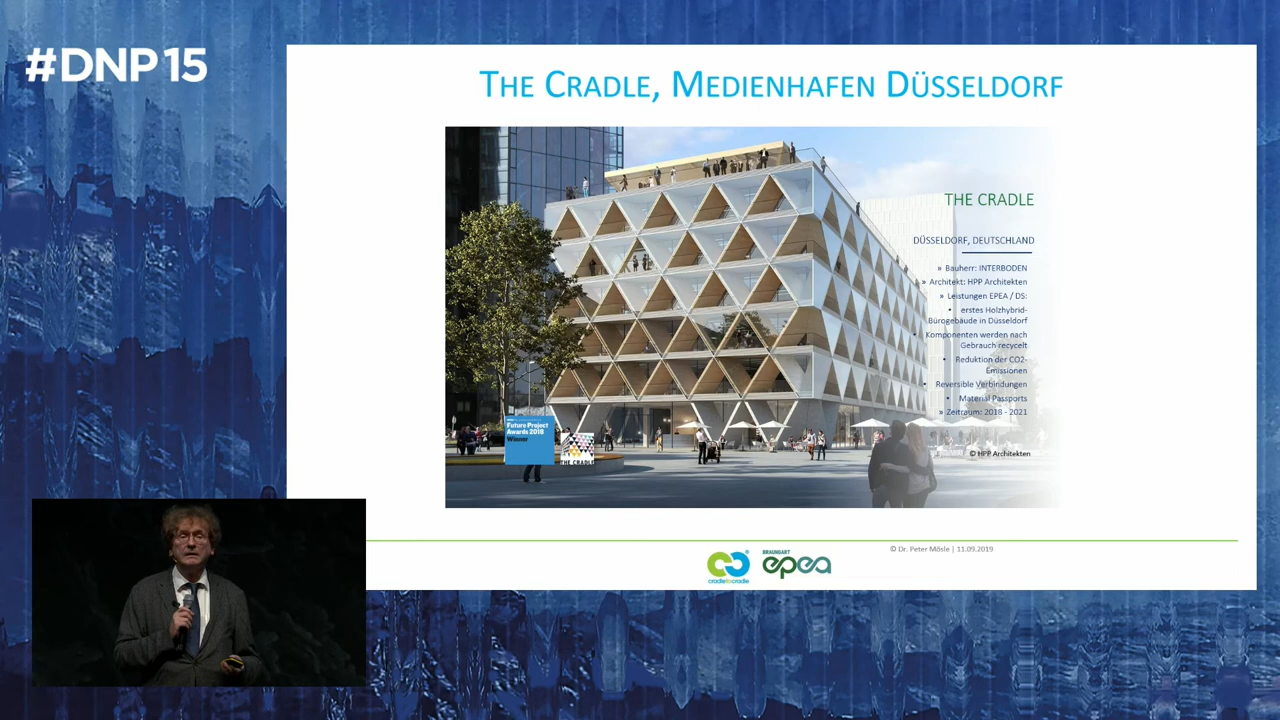 #DNP15
THE CRADLE, MEDIENHAFEN DÜSSELDORF
THE CRADLE
DÜSSELDORF, DEUTSCHLAND
» Bauherr: INTERBODEN
» Architekt: HPP Architekten
» Leistungen EPEA / DS:
• erstes Holzhybrid-
Bürogebäude in Düsseldorf
• Komponenten werden nach
Gebrauch recycelt
• Reduktion der CO2-
Emissionen
• Reversible Verbindungen
• Material Passports
» Zeitraum: 2018 - 2021
Future Project
Awards 2018
Winner
THE CRADLE
© HPP Architekten
© Dr. Peter Mösle | 11.09.2019
cradletocradle
BRAUNGART
epea